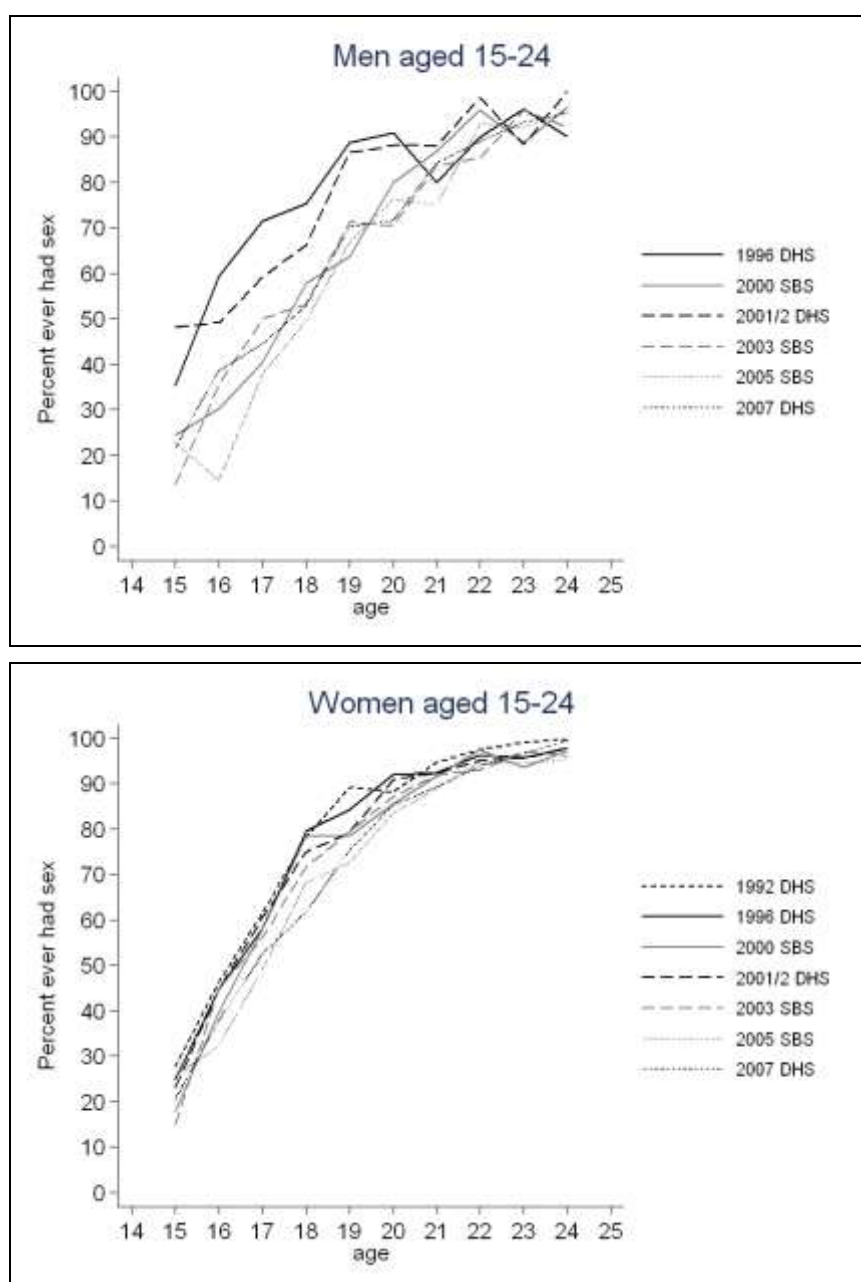 Men aged 15-24
Percent ever had sex
100
90
80
70
60
50
40
30
20
10
0
14 15 16 17 18 19 20 21 22 23 24 25
age
1996 DHS
2000 SBS
2001/2 DHS
2003 SBS
2005 SBS
2007 DHS
Women aged 15-24
Percent ever had sex
100
90
80
70
60
50
40
30
20
10
0
14 15 16 17 18 19 20 21 22 23 24 25
age
1992 DHS
1996 DHS
2000 SBS
2001/2 DHS
2003 SBS
2005 SBS
2007 DHS